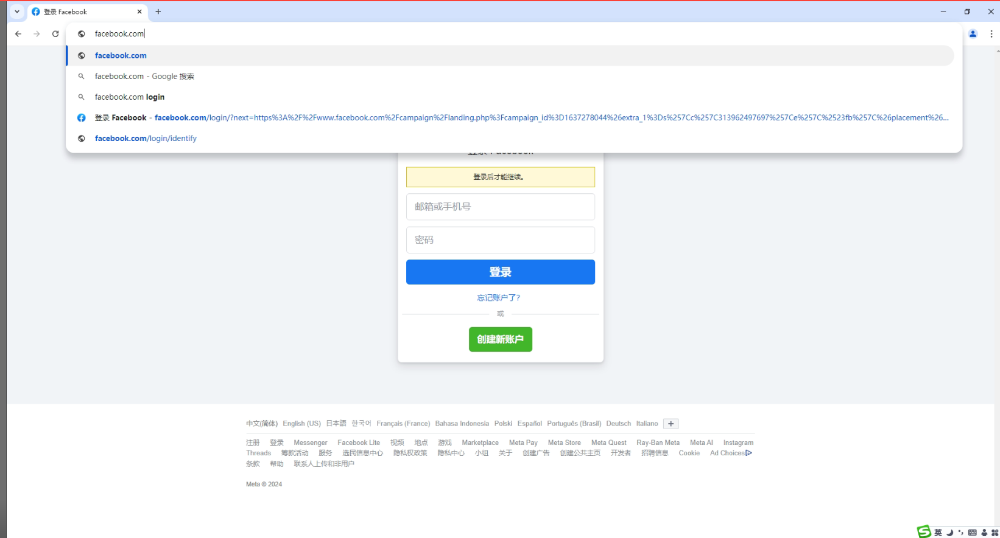 登录 Facebook
facebook.com
facebook.com
facebook.com - Google 搜索
facebook.com login
登录 Facebook - facebook.com/login/?next=https%3A%2F%2Fwww.facebook.com%2Fcampaign%2Flanding.php%3Fcampaign_id%3D1637278044%26extra_1%3Ds%257Cc%257C313962497697%257Ce%257C%2523fb%257C%26placement%26...
facebook.com/login/identify
登录 Facebook
登录后才能继续。
邮箱或手机号
密码
登录
忘记账户了?
或
创建新账户
中文(简体) English (US) 日本語 한국어 Français (France) Bahasa Indonesia Polski Español Português (Brasil) Deutsch Italiano +
注册 登录 Messenger Facebook Lite 视频 地点 游戏 Marketplace Meta Pay Meta Store Meta Quest Ray-Ban Meta Meta AI Instagram
Threads 筹款活动 服务 选民信息中心 隐私权政策 隐私中心 小组 关于 创建广告 创建公共主页 开发者 招聘信息 Cookie Ad Choices
条款 帮助 联系人上传和非用户
Meta © 2024
英